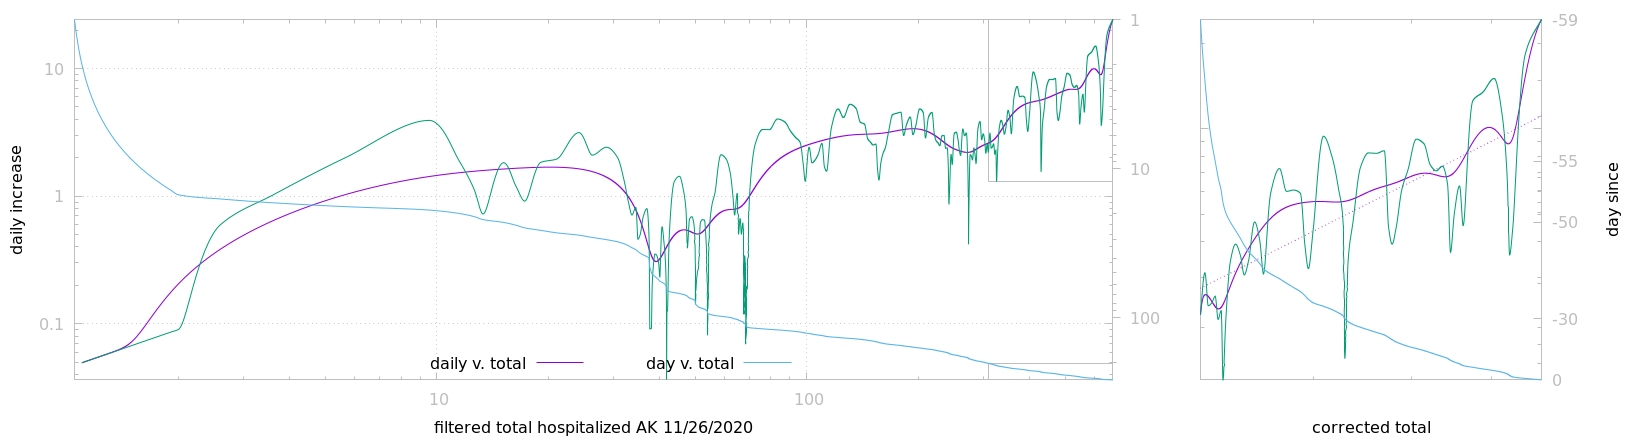 1
-59
10
1
0.1
daily increase
10
100
-55
-50
-30
0
day since
daily v. total
day v. total
10
100
filtered total hospitalized AK 11/26/2020
corrected total